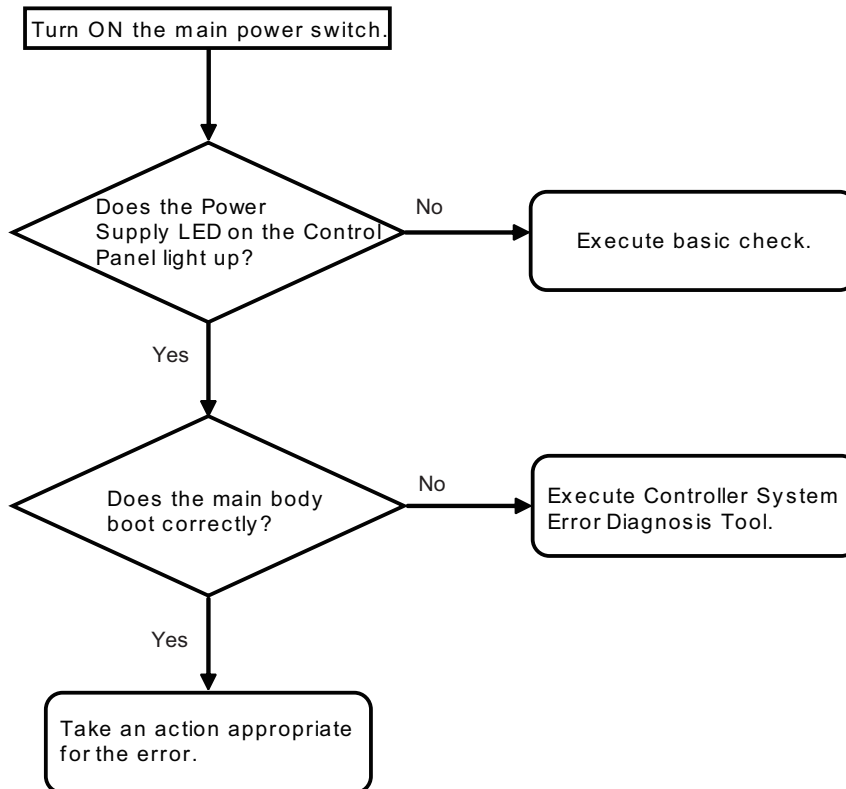 Turn ON the main power switch.
Does the Power
Supply LED on the Control
Panel light up?
No
Execute basic check.
Yes
Does the main body
boot correctly?
No
Execute Controller System
Error Diagnosis Tool.
Yes
Take an action appropriate
for the error.